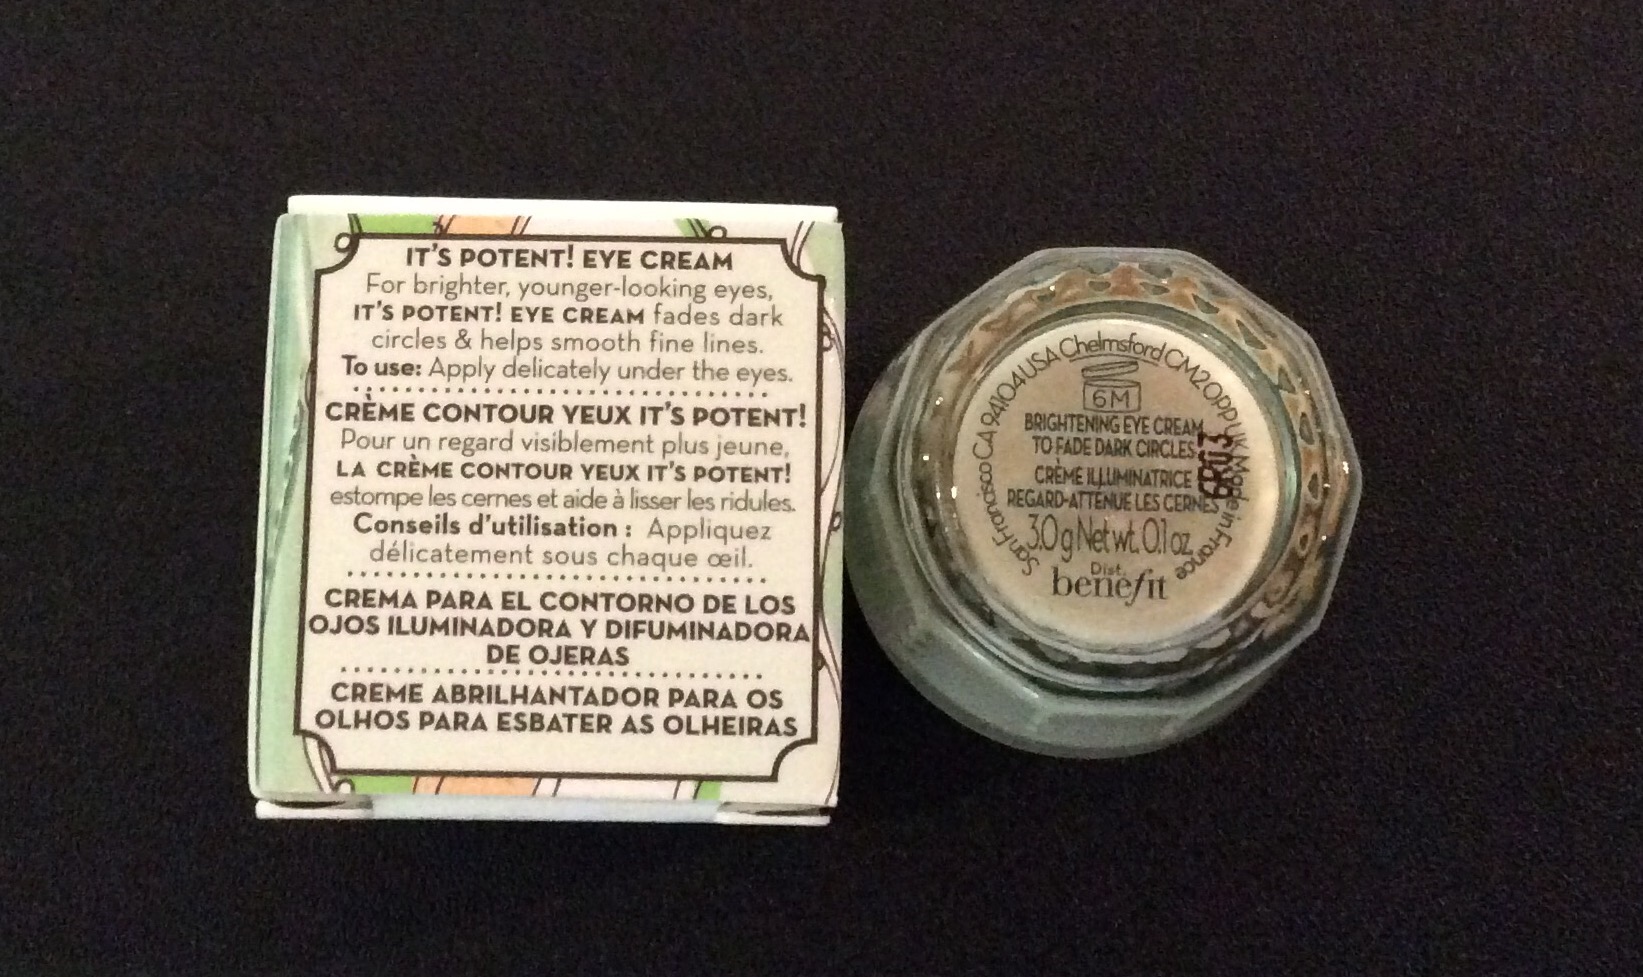 IT'S POTENT! EYE CREAM
For brighter, younger-looking eyes,
IT'S POTENT! EYE CREAM fades dark
circles & helps smooth fine lines.
To use: Apply delicately under the eyes.
CRÈME CONTOUR YEUX IT'S POTENT!
Pour un regard visiblement plus jeune,
LA CRÈME CONTOUR YEUX IT'S POTENT!
estompe les cernes et aide à lisser les ridules.
Conseils d'utilisation : Appliquez
délicatement sous chaque œil.
CREMA PARA EL CONTORNO DE LOS
OJOS ILUMINADORA Y DIFUMINADORA
DE OJERAS
CREME ABRILHANTADOR PARA OS
OLHOS PARA ESBATER AS OLHEIRAS
San Francisco CA 94104 USA Chelmsford CM2 0PP UK Made in France
6M
BRIGHTENING EYE CREAM
TO FADE DARK CIRCLES
CRÈME ILLUMINATRICE
REGARD-ATTÉNUE LES CERNES
3.0 g Net wt. 0.1 oz.
Dist.
benefit